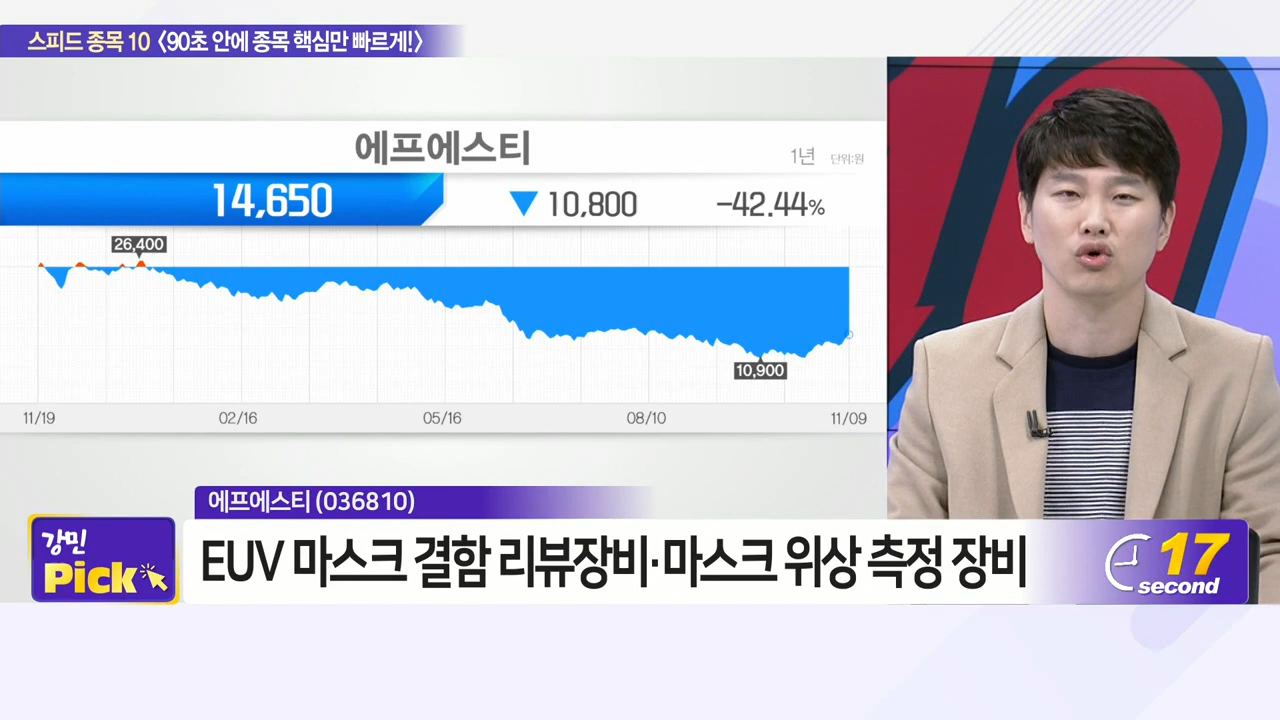 스피드 종목 10 〈90초 안에 종목 핵심만 빠르게!〉
에프에스티
1년 단위:원
14,650 ▼ 10,800 -42.44%
26,400
10,900
11/19 02/16 05/16 08/10 11/09
에프에스티 (036810)
강민
Pick
EUV 마스크 결함 리뷰장비·마스크 위상 측정 장비
17
second